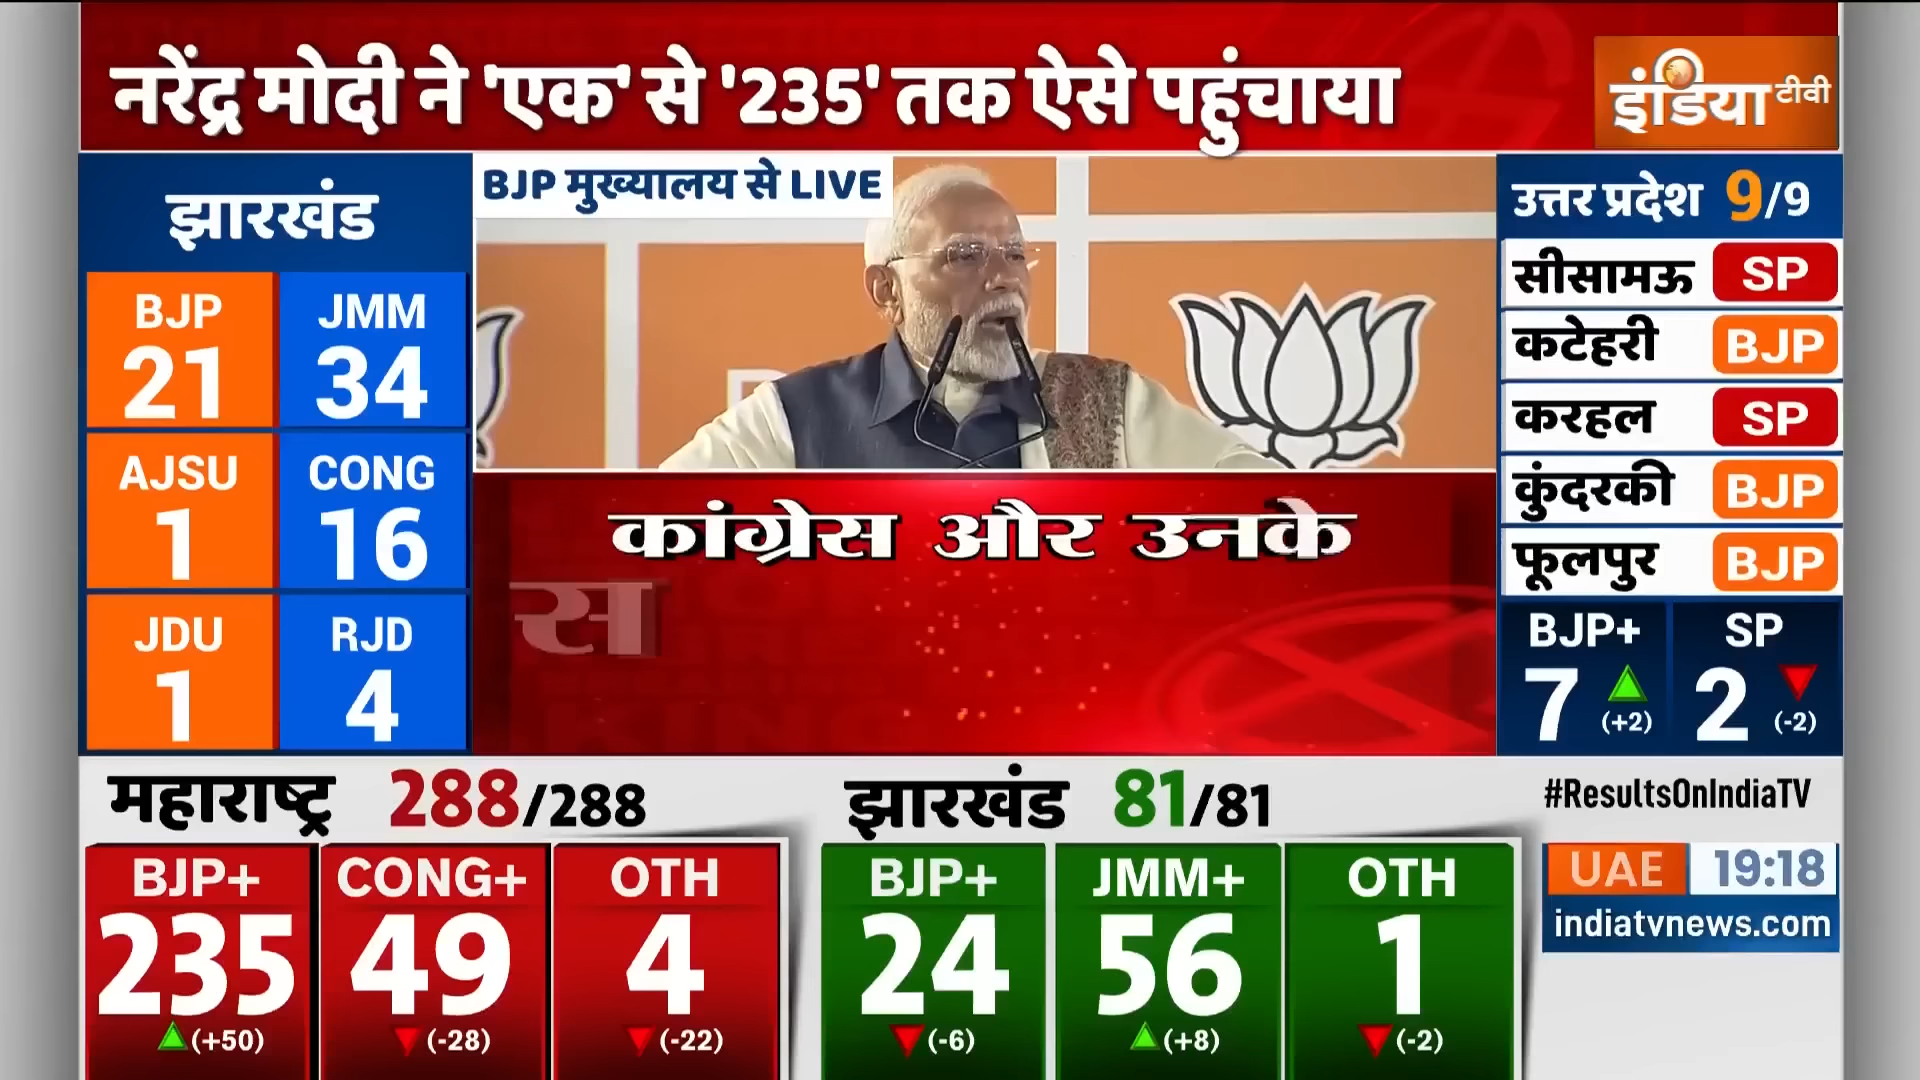 नरेंद्र मोदी ने 'एक' से '235' तक ऐसे पहुंचाया
इंडिया टीवी
झारखंड
BJP
21
JMM
34
AJSU
1
CONG
16
JDU
1
RJD
4
BJP मुख्यालय से LIVE
कांग्रेस और उनके
स
उत्तर प्रदेश 9/9
सीसामऊ SP
कटेहरी BJP
करहल SP
कुंदरकी BJP
फूलपुर BJP
BJP+
7
(+2)
SP
2
(-2)
महाराष्ट्र 288/288
BJP+
235
(+50)
CONG+
49
(-28)
OTH
4
(-22)
झारखंड 81/81
BJP+
24
(-6)
JMM+
56
(+8)
OTH
1
(-2)
#ResultsOnIndiaTV
UAE 19:18
indiatvnews.com